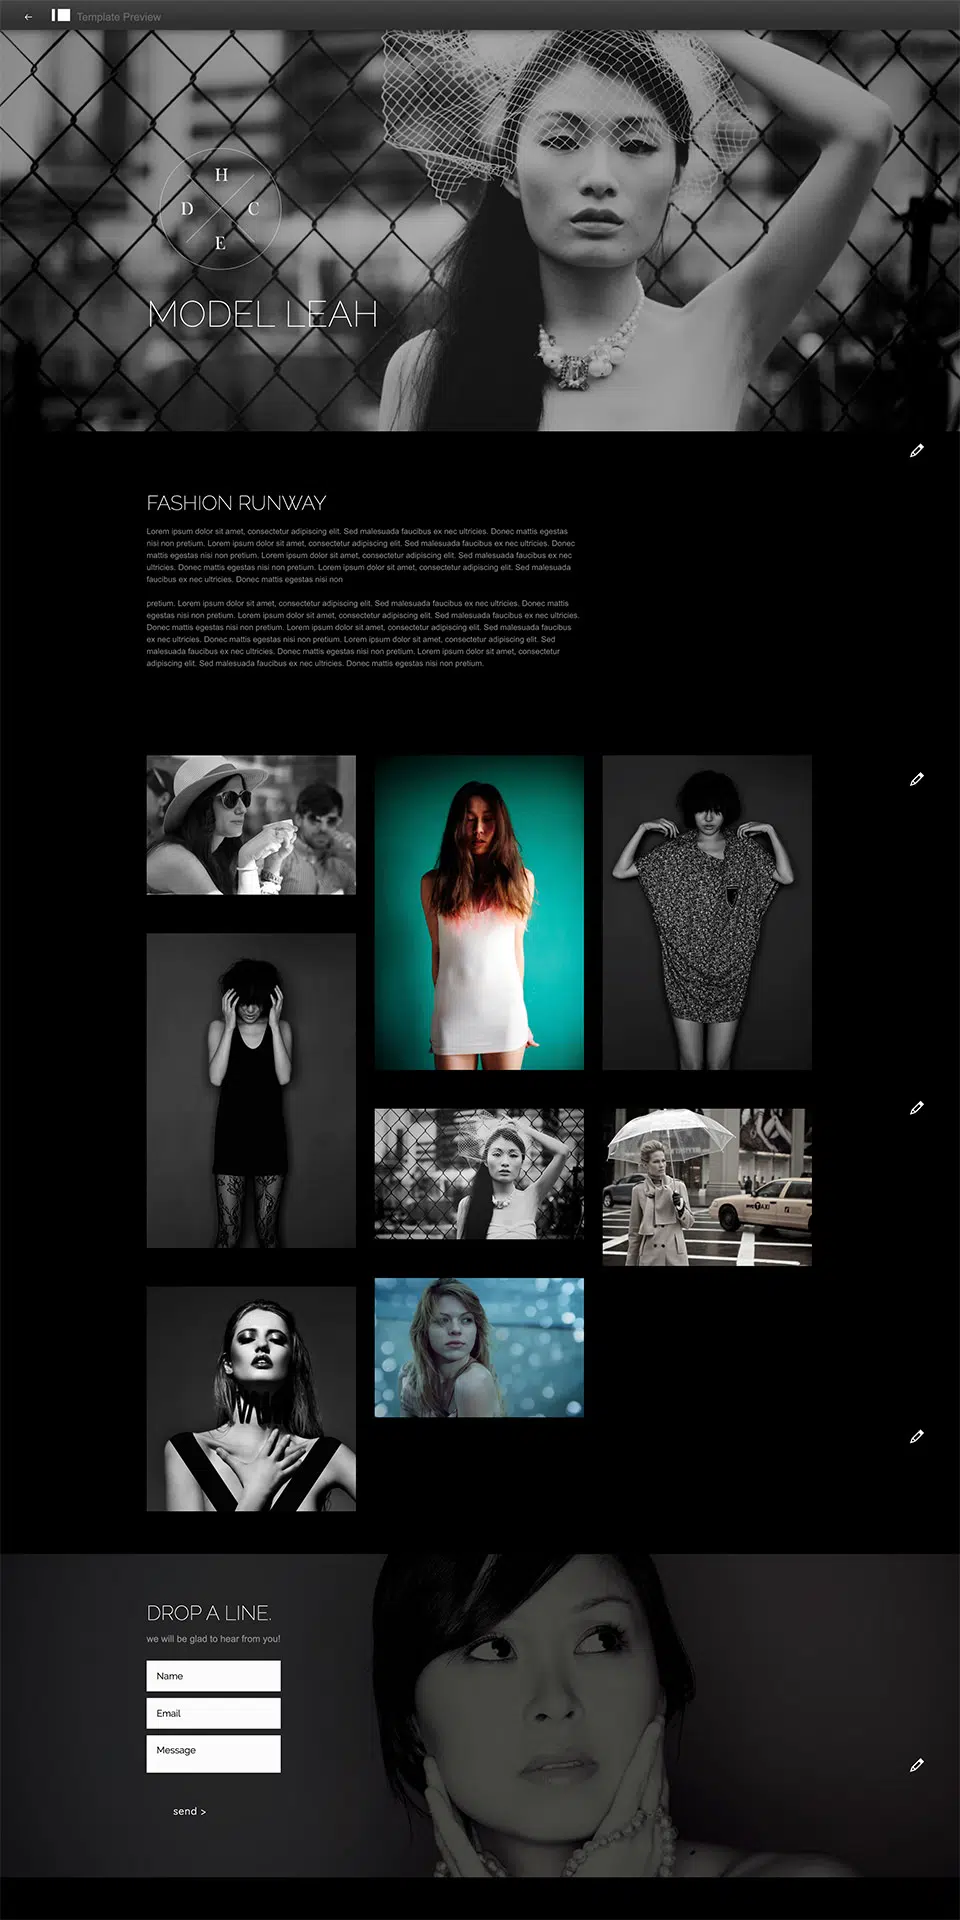 Template Preview
H
D C
E
MODEL LEAH
FASHION RUNWAY
Lorem ipsum dolor sit amet, consectetur adipiscing elit. Sed malesuada faucibus ex nec ultricies. Donec mattis egestas
nisi non pretium. Lorem ipsum dolor sit amet, consectetur adipiscing elit. Sed malesuada faucibus ex nec ultricies. Donec
mattis egestas nisi non pretium. Lorem ipsum dolor sit amet, consectetur adipiscing elit. Sed malesuada faucibus ex nec
ultricies. Donec mattis egestas nisi non pretium. Lorem ipsum dolor sit amet, consectetur adipiscing elit. Sed malesuada
faucibus ex nec ultricies. Donec mattis egestas nisi non
pretium. Lorem ipsum dolor sit amet, consectetur adipiscing elit. Sed malesuada faucibus ex nec ultricies. Donec mattis
egestas nisi non pretium. Lorem ipsum dolor sit amet, consectetur adipiscing elit. Sed malesuada faucibus ex nec ultricies.
Donec mattis egestas nisi non pretium. Lorem ipsum dolor sit amet, consectetur adipiscing elit. Sed malesuada faucibus
ex nec ultricies. Donec mattis egestas nisi non pretium. Lorem ipsum dolor sit amet, consectetur adipiscing elit. Sed
malesuada faucibus ex nec ultricies. Donec mattis egestas nisi non pretium. Lorem ipsum dolor sit amet, consectetur
adipiscing elit. Sed malesuada faucibus ex nec ultricies. Donec mattis egestas nisi non pretium.
NYC TAXI
DROP A LINE.
we will be glad to hear from you!
Name
Email
Message
send >